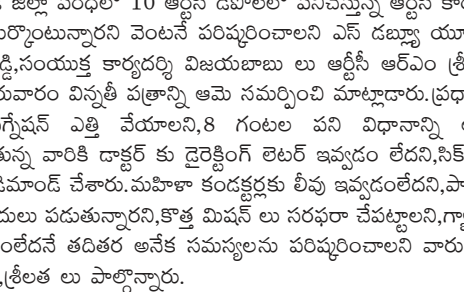 జిల్లా పరిధిలో 10 ఆర్టీసీ డిపోలలో పనిచేస్తున్న ఆర్టీసీ
ర్కొంటున్నారని వెంటనే పరిష్కరించాలని ఎస్ డబ్ల్యూ యూ
డ్డి,సంయుక్త కార్యదర్శి విజయబాబు లు ఆర్టీసీ ఆర్ఎం శ్రీ
రువారం విన్నతీ పత్రాన్ని ఆమె సమర్పించి మాట్లాడారు.ప్రధా
గ్నేషన్ ఎత్తి వేయాలని,8 గంటల పని విధానాన్ని
తున్న వారికి డాక్టర్ కు డైరెక్టింగ్ లెటర్ ఇవ్వడం లేదని,సిక్
డిమాండ్ చేశారు.మహిళా కండక్టర్లకు లీవు ఇవ్వడంలేదని,పా
దులు పడుతున్నారని,కొత్త మిషన్ లు సరఫరా చేపట్టాలని,గ్యా
ంలేదనే తదితర అనేక సమస్యలను పరిష్కరించాలని వారు
,శ్రీలత లు పాల్గొన్నారు.